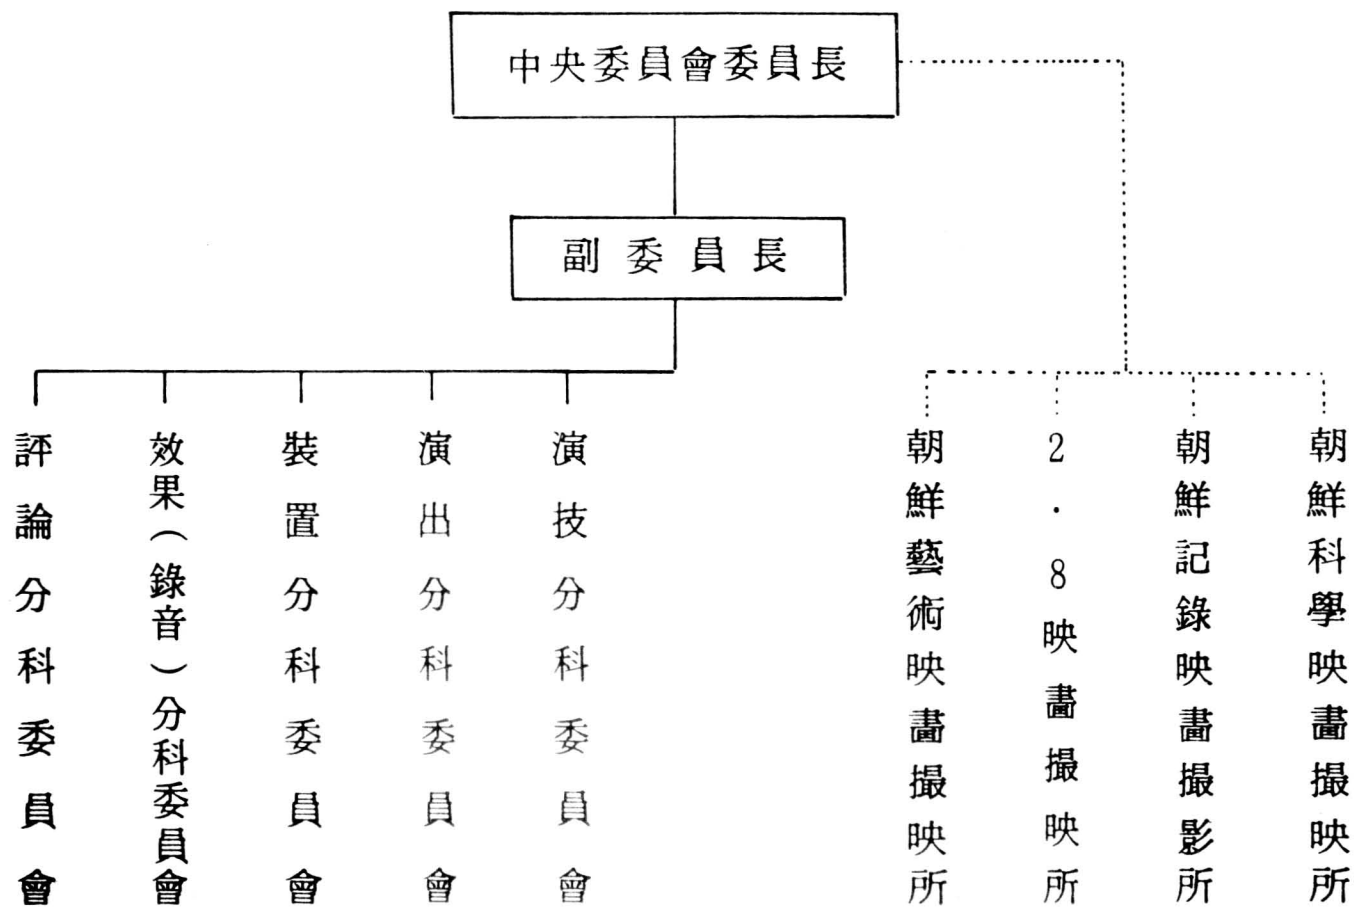 中央委員會委員長
副委員長
評論分科委員會
效果(錄音)分科委員會
裝置分科委員會
演出分科委員會
演技分科委員會
朝鮮藝術映畵撮映所
2.8映畵撮映所
朝鮮記錄映畵撮影所
朝鮮科學映畵撮映所